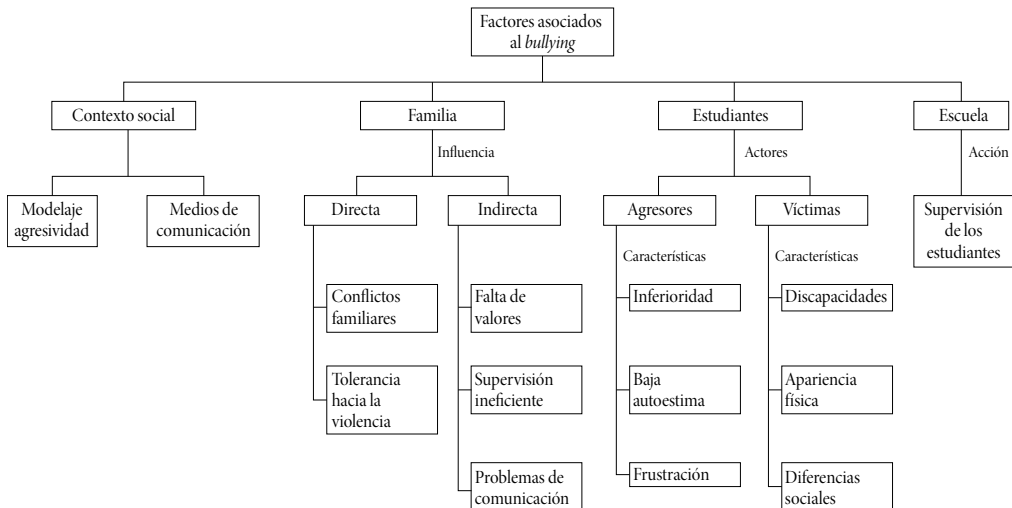 Factores asociados
al bullying
Contexto social
Familia
Estudiantes
Escuela
Influencia
Actores
Acción
Modelaje
agresividad
Medios de
comunicación
Directa
Indirecta
Agresores
Víctimas
Supervisión
de los
estudiantes
Características
Características
Conflictos
familiares
Falta de
valores
Inferioridad
Discapacidades
Tolerancia
hacia la
violencia
Supervisión
ineficiente
Baja
autoestima
Apariencia
física
Problemas de
comunicación
Frustración
Diferencias
sociales